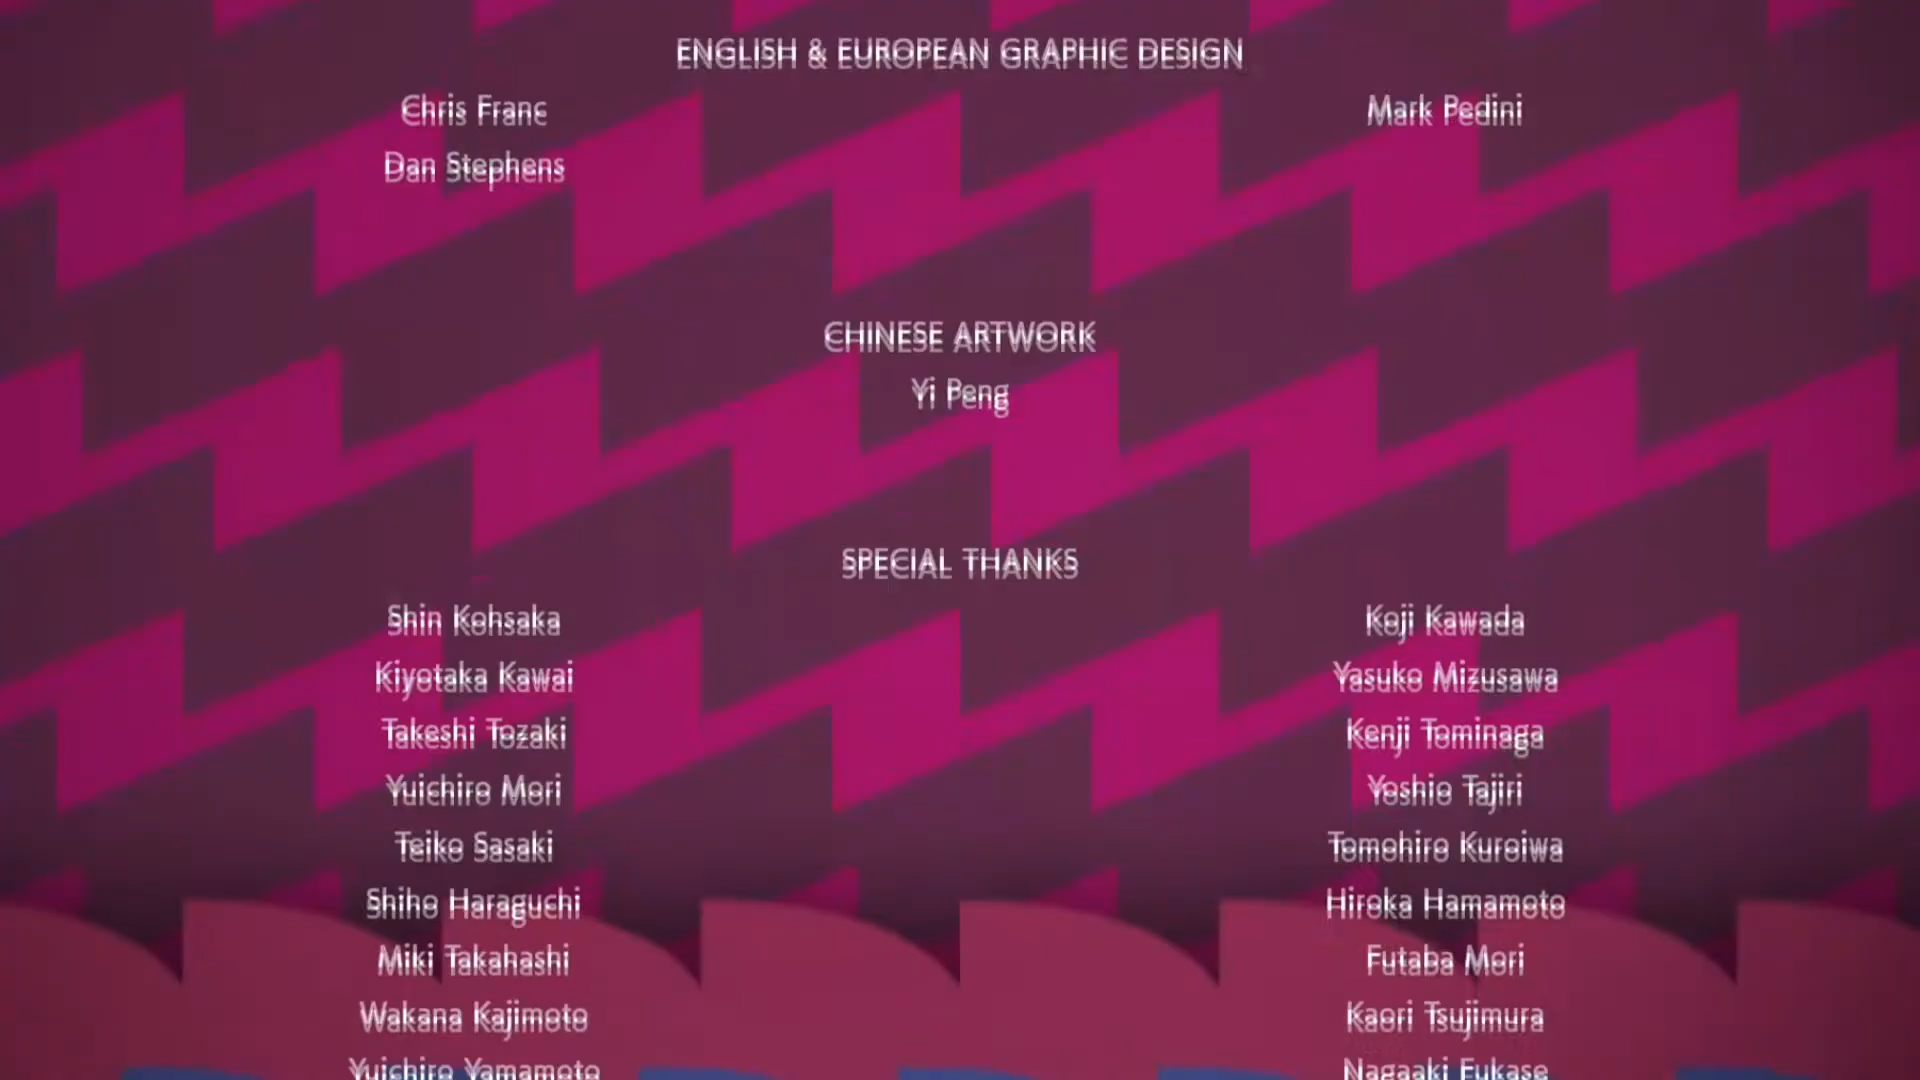 ENGLISH & EUROPEAN GRAPHIC DESIGN
Chris Franc Mark Pedini
Dan Stephens
CHINESE ARTWORK
Yi Peng
SPECIAL THANKS
Shin Kohsaka Koji Kawada
Kiyotaka Kawai Yasuko Mizusawa
Takeshi Tozaki Kenji Tominaga
Yuichiro Mori Yoshio Tajiri
Teiko Sasaki Tomohiro Kuroiwa
Shiho Haraguchi Hiroka Hamamoto
Miki Takahashi Futaba Mori
Wakana Kajimoto Kaori Tsujimura
Yuichiro Yamamoto Nagaaki Fukase